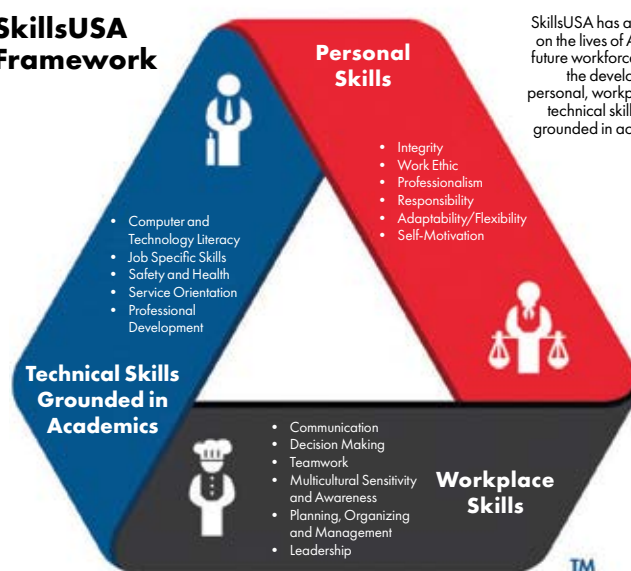 SkillsUSA
Framework
SkillsUSA has a
on the lives of A
future workforce
the develo
personal, workp
technical skill
grounded in ac
Personal
Skills
• Integrity
• Work Ethic
• Professionalism
• Responsibility
• Adaptability/Flexibility
• Self-Motivation
• Computer and
Technology Literacy
• Job Specific Skills
• Safety and Health
• Service Orientation
• Professional
Development
Technical Skills
Grounded in
Academics
• Communication
• Decision Making
• Teamwork
• Multicultural Sensitivity
and Awareness
• Planning, Organizing
and Management
• Leadership
Workplace
Skills
TM